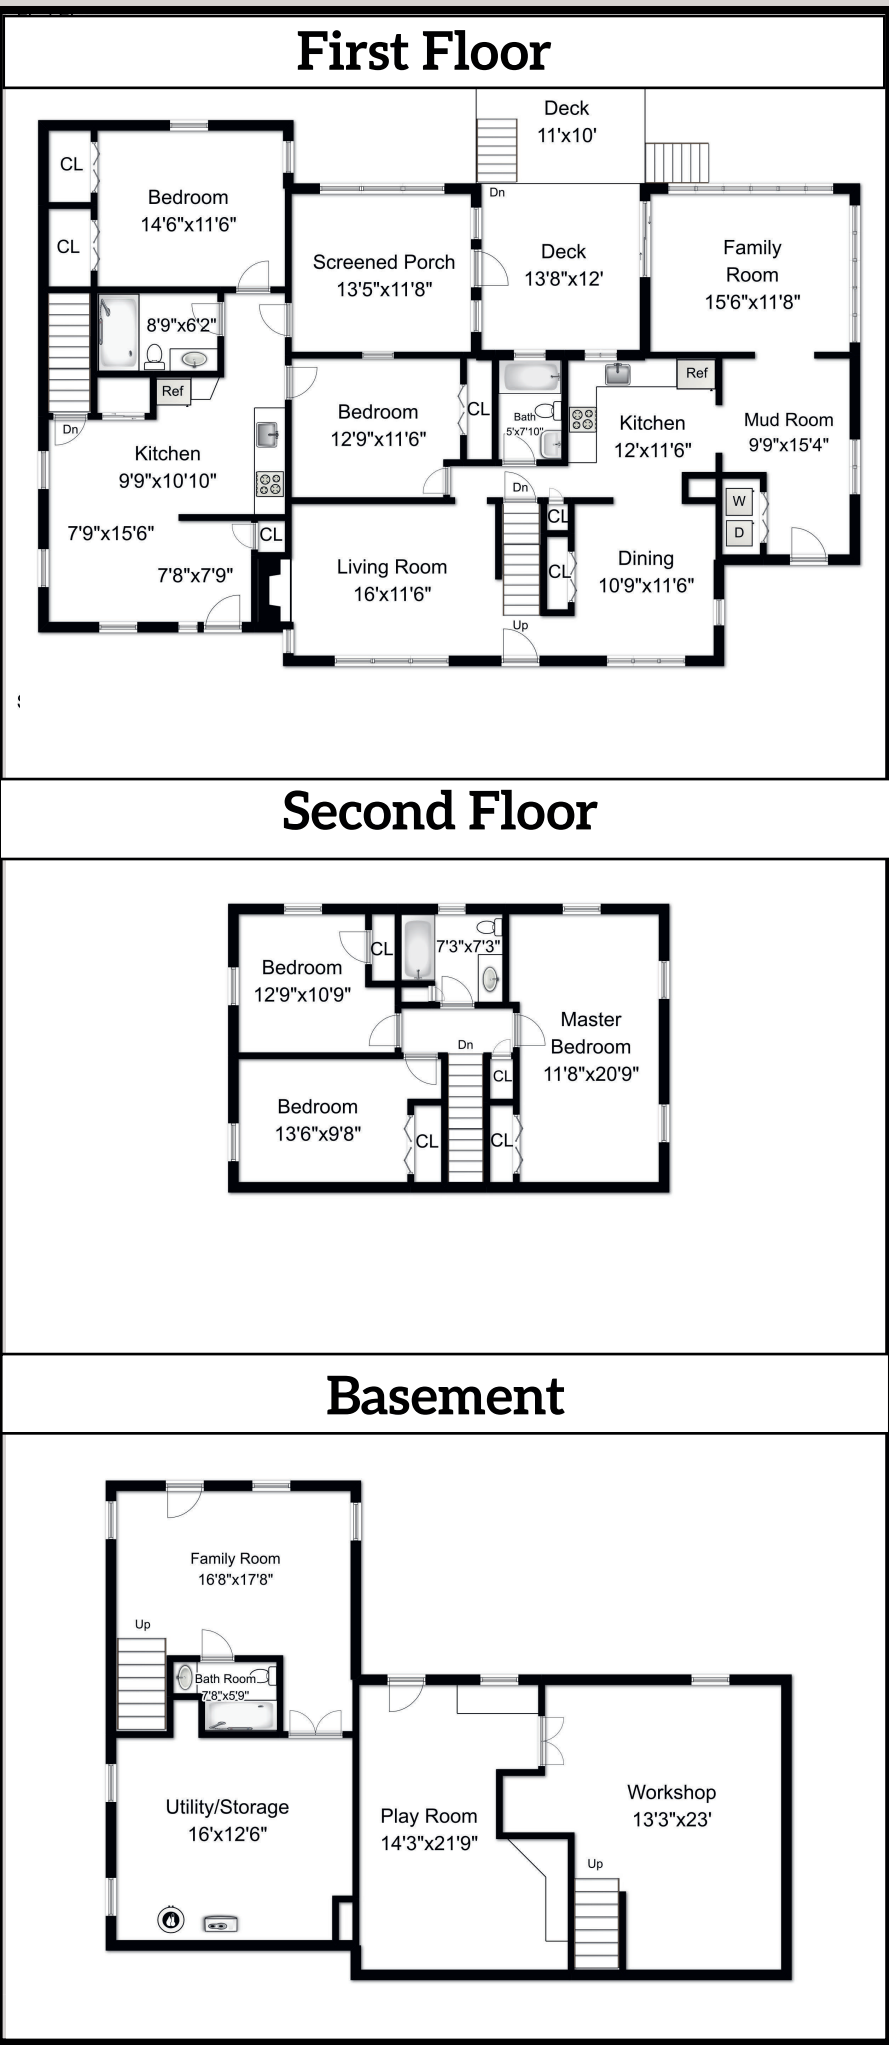 First Floor
Deck
11'x10'
CL
Bedroom
14'6"x11'6"
CL
Dn
Screened Porch
13'5"x11'8"
Deck
13'8"x12'
Family
Room
15'6"x11'8"
8'9"x6'2"
Ref
Dn
Kitchen
9'9"x10'10"
7'9"x15'6"
7'8"x7'9"
CL
Bedroom
12'9"x11'6"
CL
Bath
5'x7'10"
Kitchen
12'x11'6"
Ref
Mud Room
9'9"x15'4"
W
D
Dn
CL
CL
Living Room
16'x11'6"
Dining
10'9"x11'6"
Up
Second Floor
Bedroom
12'9"x10'9"
CL
7'3"x7'3"
Master
Bedroom
11'8"x20'9"
Dn
CL
Bedroom
13'6"x9'8"
CL
CL
Basement
Family Room
16'8"x17'8"
Up
Bath Room
7'8"x5'9"
Utility/Storage
16'x12'6"
Play Room
14'3"x21'9"
Workshop
13'3"x23'
Up